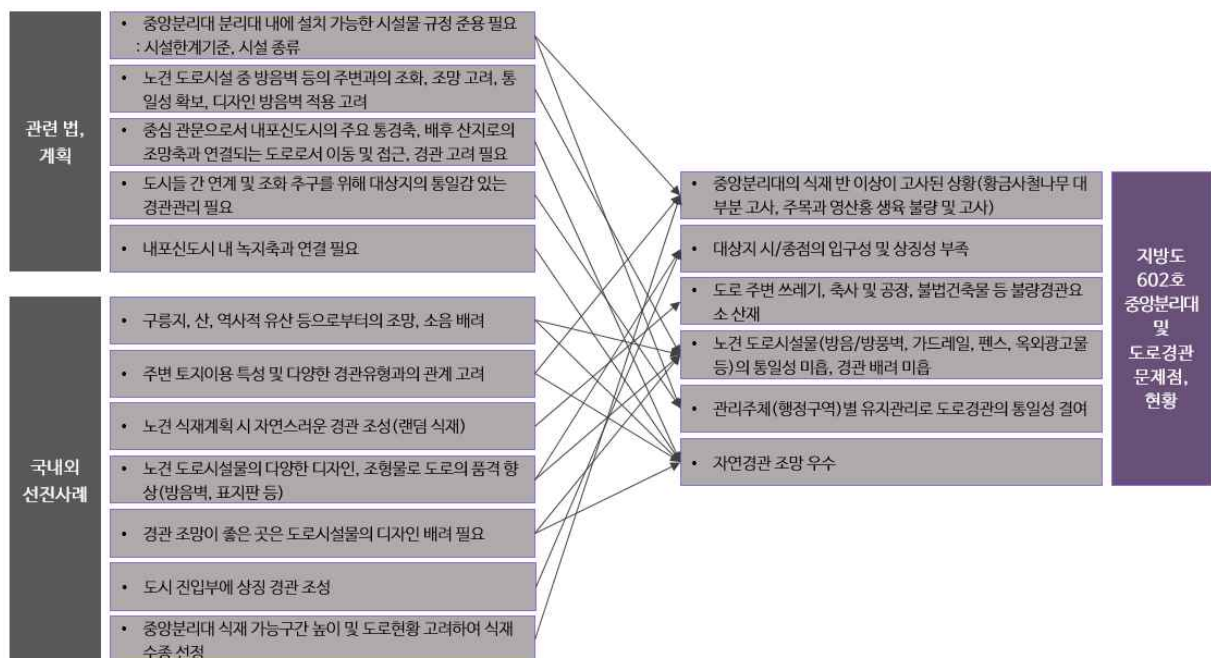 관련 법,
계획
• 중앙분리대 분리대 내에 설치 가능한 시설물 규정 준용 필요
: 시설한계기준, 시설 종류
• 노견 도로시설 중 방음벽 등의 주변과의 조화, 조망 고려, 통
일성 확보, 디자인 방음벽 적용 고려
• 중심 관문으로서 내포신도시의 주요 통경축, 배후 산지로의
조망축과 연결되는 도로로서 이동 및 접근, 경관 고려 필요
• 도시들 간 연계 및 조화 추구를 위해 대상지의 통일감 있는
경관관리 필요
• 내포신도시 내 녹지축과 연결 필요
국내외
선진사례
• 구릉지, 산, 역사적 유산 등으로부터의 조망, 소음 배려
• 주변 토지이용 특성 및 다양한 경관유형과의 관계 고려
• 노견 식재계획 시 자연스러운 경관 조성(랜덤 식재)
• 노견 도로시설물의 다양한 디자인, 조형물로 도로의 품격 향
상(방음벽, 표지판 등)
• 경관 조망이 좋은 곳은 도로시설물의 디자인 배려 필요
• 도시 진입부에 상징 경관 조성
• 중앙분리대 식재 가능구간 높이 및 도로현황 고려하여 식재
수종 선정
• 중앙분리대의 식재 반 이상이 고사된 상황(황금사철나무 대
부분 고사, 주목과 영산홍 생육 불량 및 고사)
• 대상지 시/종점의 입구성 및 상징성 부족
• 도로 주변 쓰레기, 축사 및 공장, 불법건축물 등 불량경관요
소 산재
• 노견 도로시설물(방음/방풍벽, 가드레일, 펜스, 옥외광고물
등)의 통일성 미흡, 경관 배려 미흡
• 관리주체(행정구역)별 유지관리로 도로경관의 통일성 결여
• 자연경관 조망 우수
지방도
602호
중앙분리대
및
도로경관
문제점,
현황